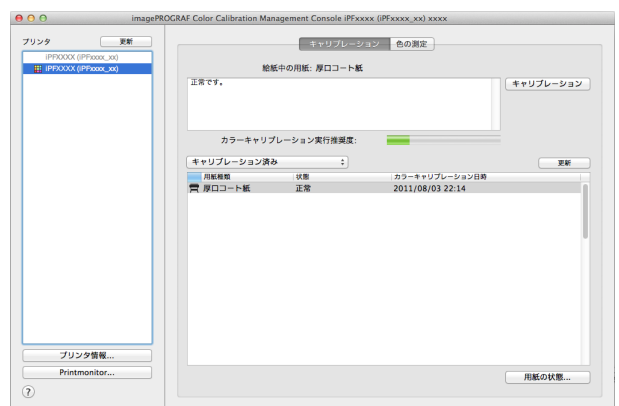 imagePROGRAF Color Calibration Management Console iPFxxxx (iPFxxxx_xx) xxxx
プリンタ
更新
iPFXXXX (iPFxxxx_xx)
iPFXXXX (iPFxxxx_xx)
プリンタ情報...
Printmonitor...
?
キャリブレーション 色の測定
給紙中の用紙: 厚口コート紙
正常です。
キャリブレーション
カラーキャリブレーション実行推奨度:
キャリブレーション済み
更新
用紙種類 状態 カラーキャリブレーション日時
厚口コート紙 正常 2011/08/03 22:14
用紙の状態...